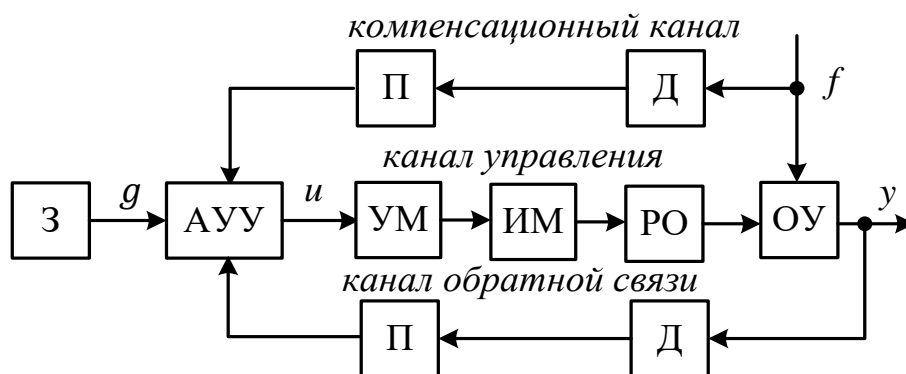 компенсационный канал
П
Д
f
канал управления
З
g
АУУ
u
УМ
ИМ
РО
ОУ
y
канал обратной связи
П
Д